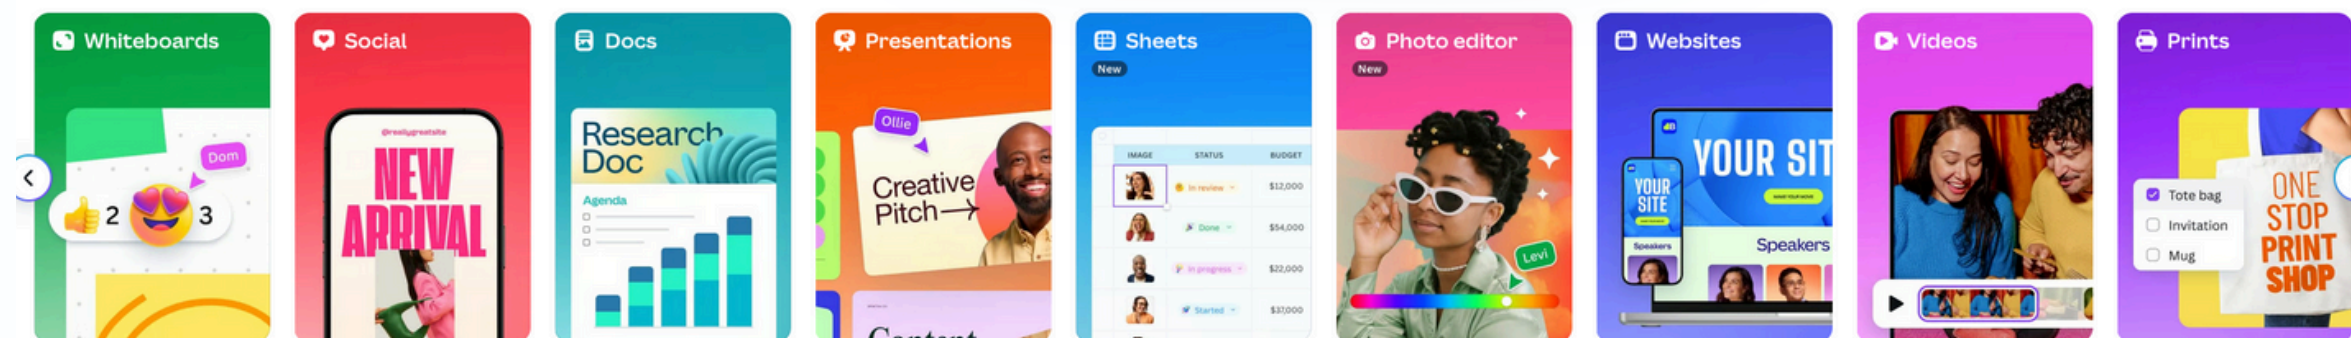 Whiteboards
Dom
2
3
Social
@reallygreatsite
NEW
ARRIVAL
Docs
Research
Doc
Agenda
Presentations
Ollie
Creative
Pitch
Content
Sheets
New
IMAGE STATUS BUDGET
In review $12,000
Done $54,000
In progress $22,000
Started $37,000
Photo editor
New
Levi
Websites
YOUR SIT
YOUR
SITE
Speakers
Speakers
Videos
Prints
Tote bag
Invitation
Mug
ONE
STOP
PRINT
SHOP